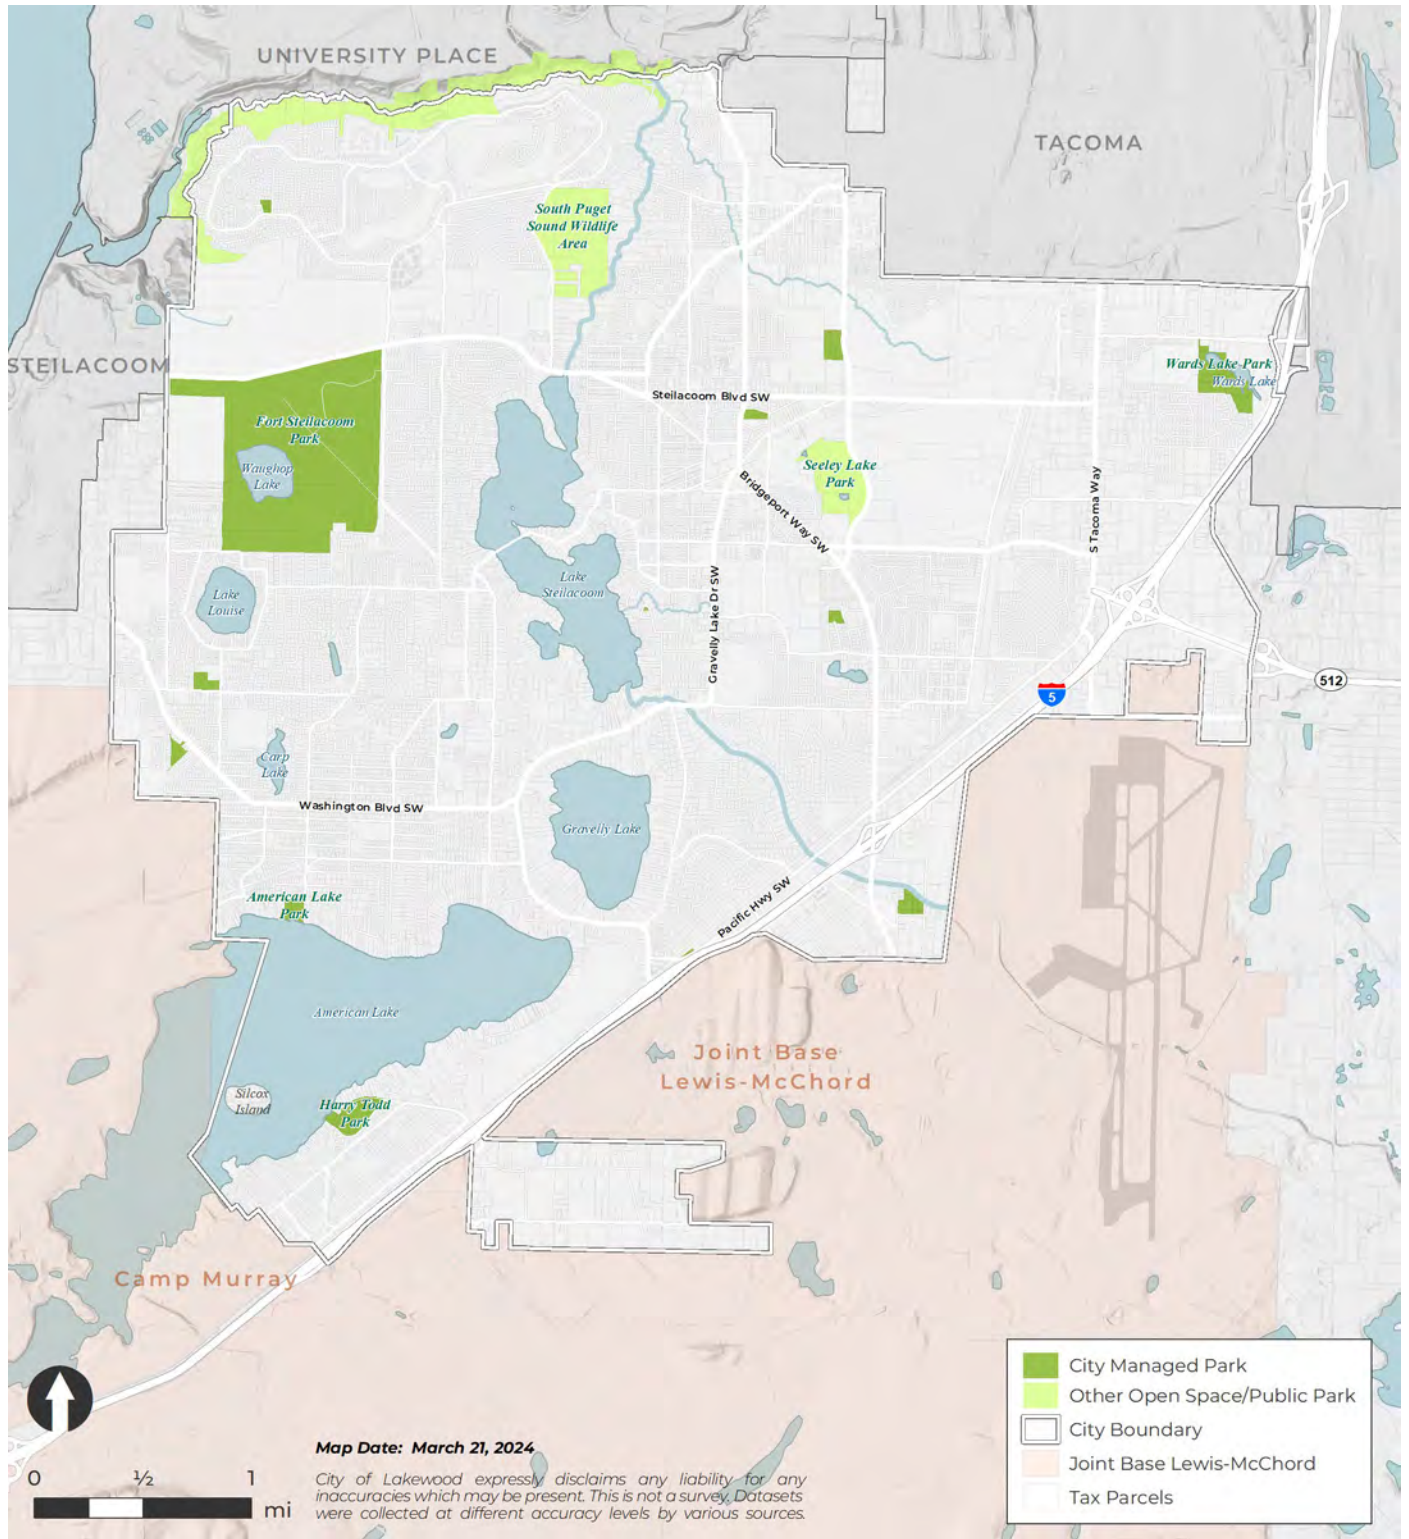 UNIVERSITY PLACE
TACOMA
South Puget
Sound Wildlife
Area
STEILACOOM
Wards Lake Park
Wards Lake
Steilacoom Blvd SW
Fort Steilacoom
Park
Waughop
Lake
Seeley Lake
Park
Bridgeport Way SW
S Tacoma Way
Lake
Louise
Lake
Steilacoom
Gravelly Lake Dr SW
512
5
Carp
Lake
Washington Blvd SW
Gravelly Lake
American Lake
Park
Pacific Hwy SW
American Lake
Joint Base
Lewis-McChord
Silcox
Island
Harry Todd
Park
Camp Murray
City Managed Park
Other Open Space/Public Park
City Boundary
Joint Base Lewis-McChord
Tax Parcels
Map Date: March 21, 2024
0 ½ 1
mi
City of Lakewood expressly disclaims any liability for any
inaccuracies which may be present. This is not a survey. Datasets
were collected at different accuracy levels by various sources.